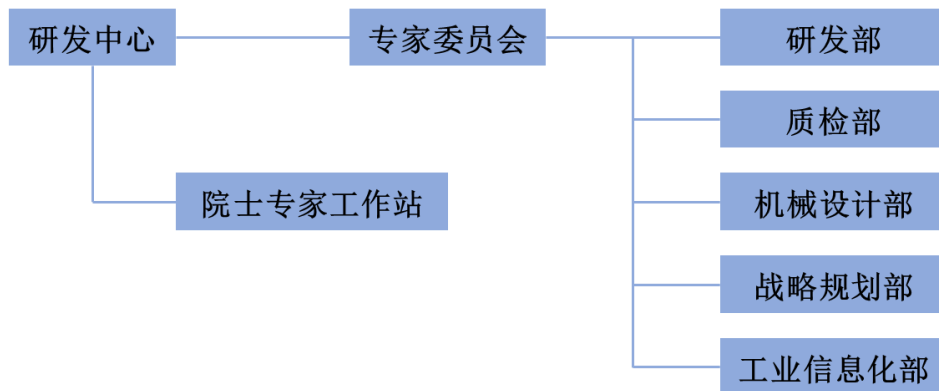 研发中心
专家委员会
研发部
质检部
院士专家工作站
机械设计部
战略规划部
工业信息化部